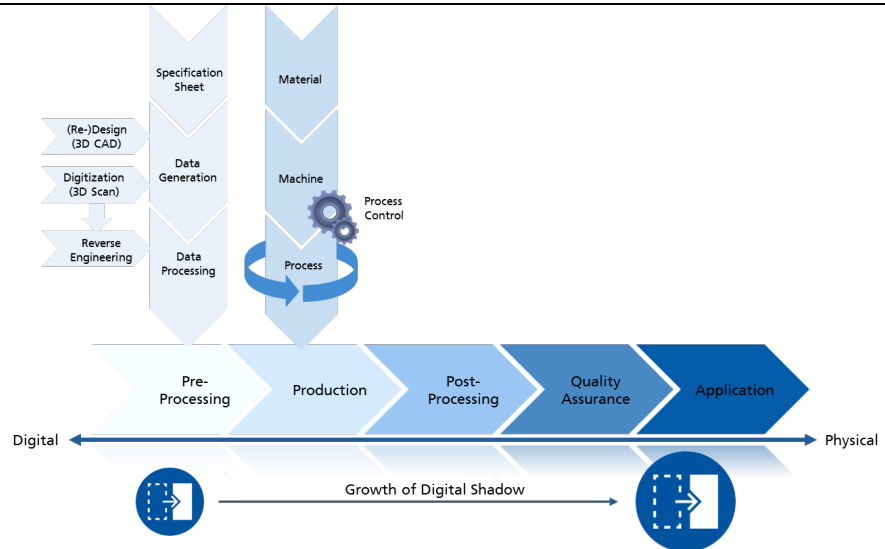 Specification
Sheet
Material
(Re-)Design
(3D CAD)
Data
Generation
Digitization
(3D Scan)
Machine
Process
Control
Reverse
Engineering
Data
Processing
Process
Pre-
Processing
Production
Post-
Processing
Quality
Assurance
Application
Digital
Physical
Growth of Digital Shadow